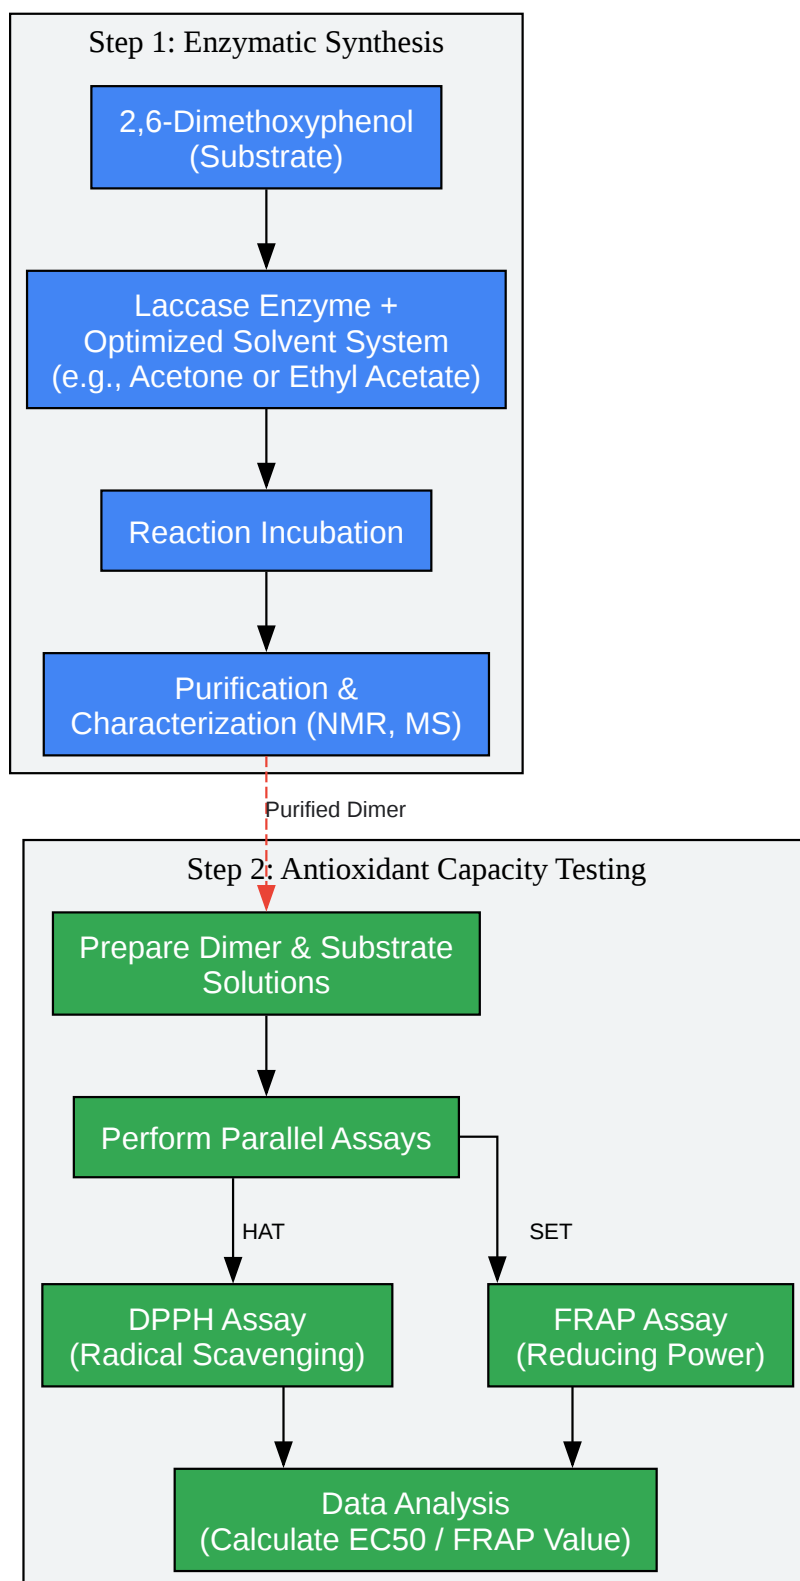 Step 1: Enzymatic Synthesis
2,6-Dimethoxyphenol
(Substrate)
Laccase Enzyme +
Optimized Solvent System
(e.g., Acetone or Ethyl Acetate)
Reaction Incubation
Purification &
Characterization (NMR, MS)
Purified Dimer
Step 2: Antioxidant Capacity Testing
Prepare Dimer & Substrate
Solutions
Perform Parallel Assays
HAT
SET
DPPH Assay
(Radical Scavenging)
FRAP Assay
(Reducing Power)
Data Analysis
(Calculate EC50 / FRAP Value)